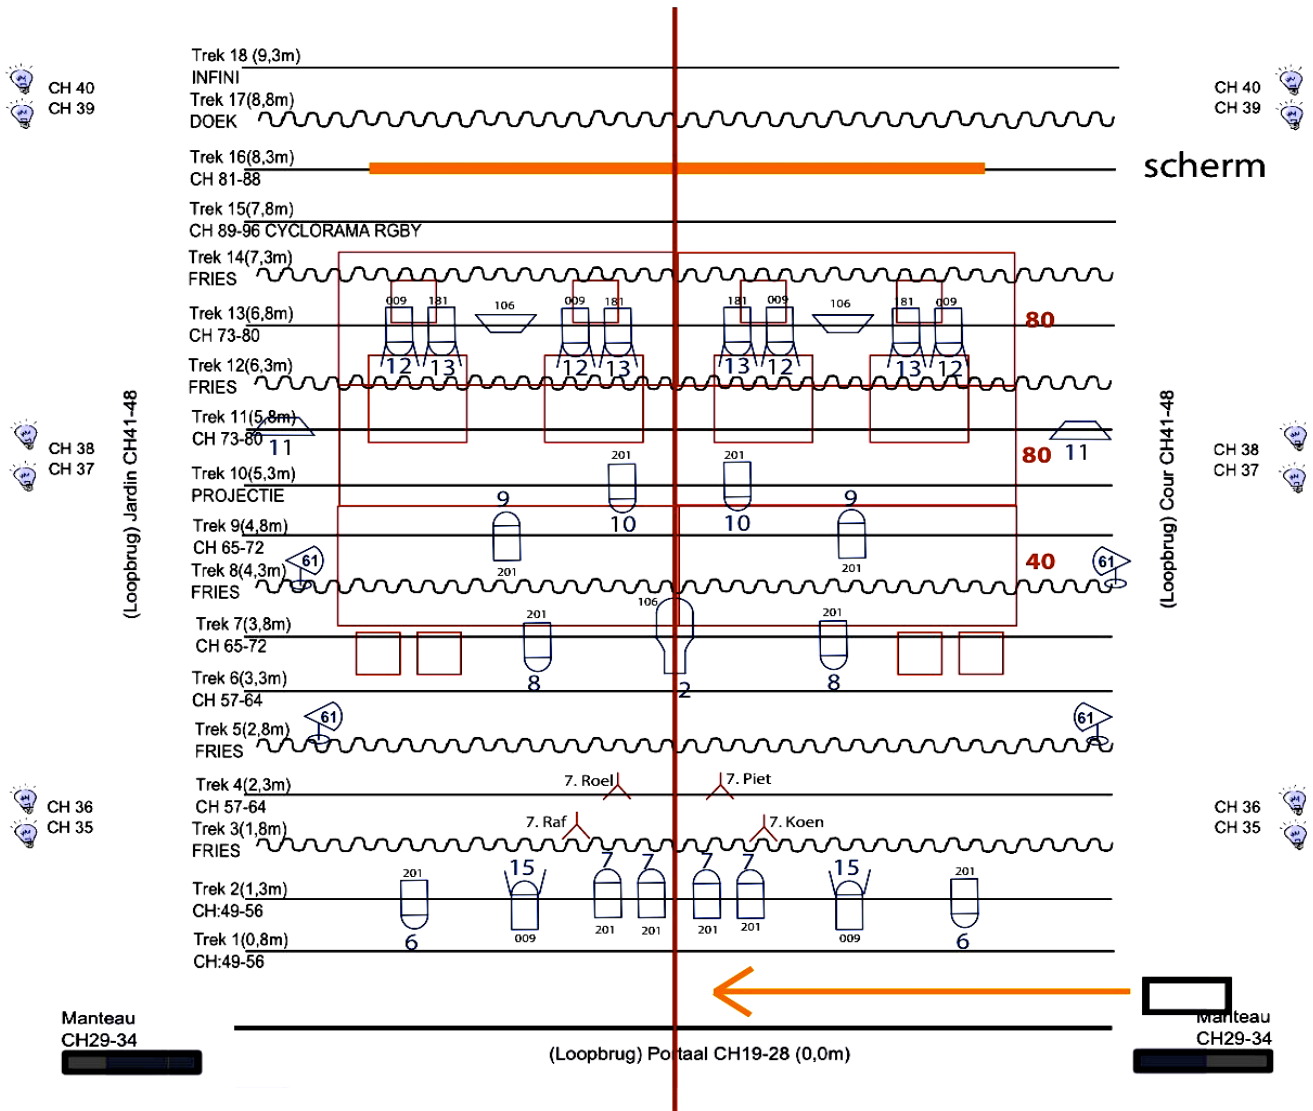 Trek 18 (9,3m)
INFINI
CH 40
CH 39
CH 40
CH 39
Trek 17(8,8m)
DOEK
Trek 16(8,3m)
CH 81-88
scherm
Trek 15(7,8m)
CH 89-96 CYCLORAMA RGBY
Trek 14(7,3m)
FRIES
009 181 106 009 181 181 009 106 181 009
Trek 13(6,8m)
CH 73-80
80
12 13 12 13 13 12 13 12
Trek 12(6,3m)
FRIES
Trek 11(5,8m)
CH 73-80
11
11
CH 38
CH 37
CH 38
CH 37
(Loopbrug) Jardin CH41-48
(Loopbrug) Cour CH41-48
80
201 201
Trek 10(5,3m)
PROJECTIE
9 9
10 10
Trek 9(4,8m)
CH 65-72
61
61
40
201 201
Trek 8(4,3m)
FRIES
106
201 201
Trek 7(3,8m)
CH 65-72
8 2 8
Trek 6(3,3m)
CH 57-64
61
61
Trek 5(2,8m)
FRIES
Trek 4(2,3m)
CH 57-64
7. Roel
7. Piet
CH 36
CH 35
CH 36
CH 35
Trek 3(1,8m)
FRIES
7. Raf
7. Koen
201 15 7 7 7 7 15 201
Trek 2(1,3m)
CH:49-56
6 009 201 201 201 201 009 6
Trek 1(0,8m)
CH:49-56
Manteau
CH29-34
Manteau
CH29-34
(Loopbrug) Portaal CH19-28 (0,0m)